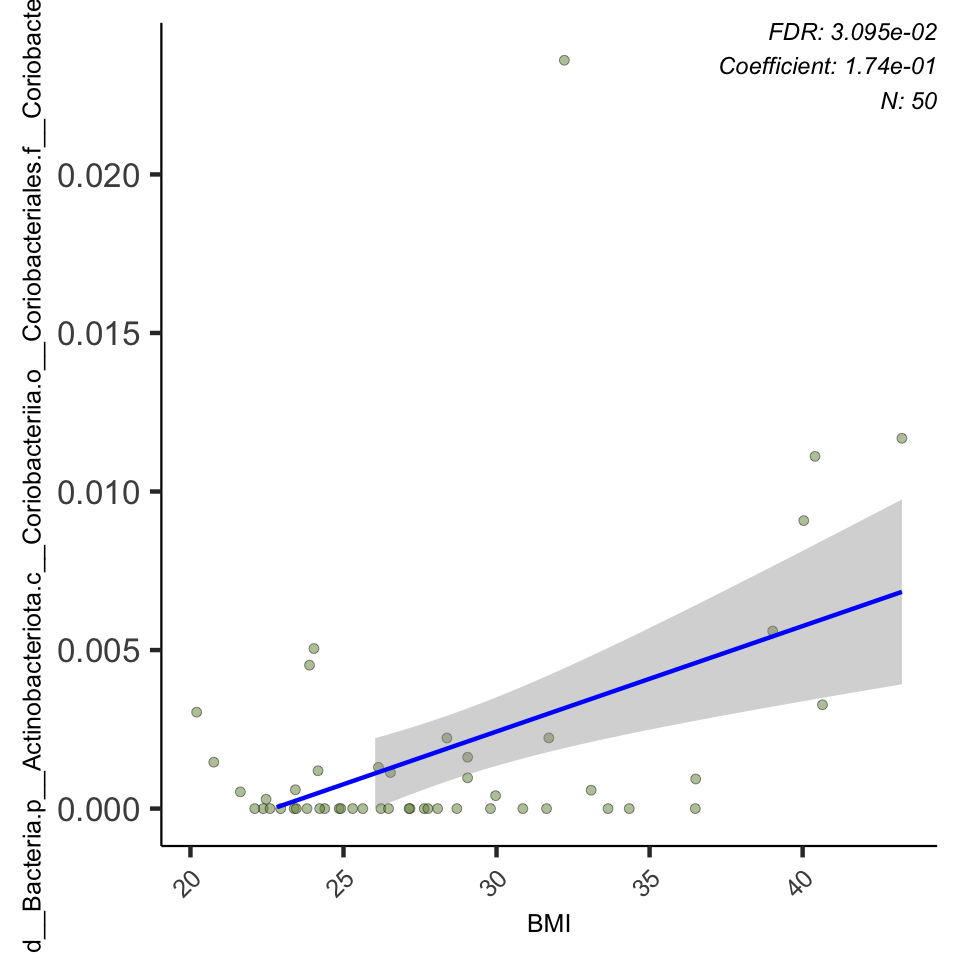 FDR: 3.095e-02
Coefficient: 1.74e-01
N: 50
d__Bacteria.p__Actinobacteriota.c__Coriobacteriia.o__Coriobacteriales.f__Coriobacte
0.020
0.015
0.010
0.005
0.000
20 25 30 35 40
BMI